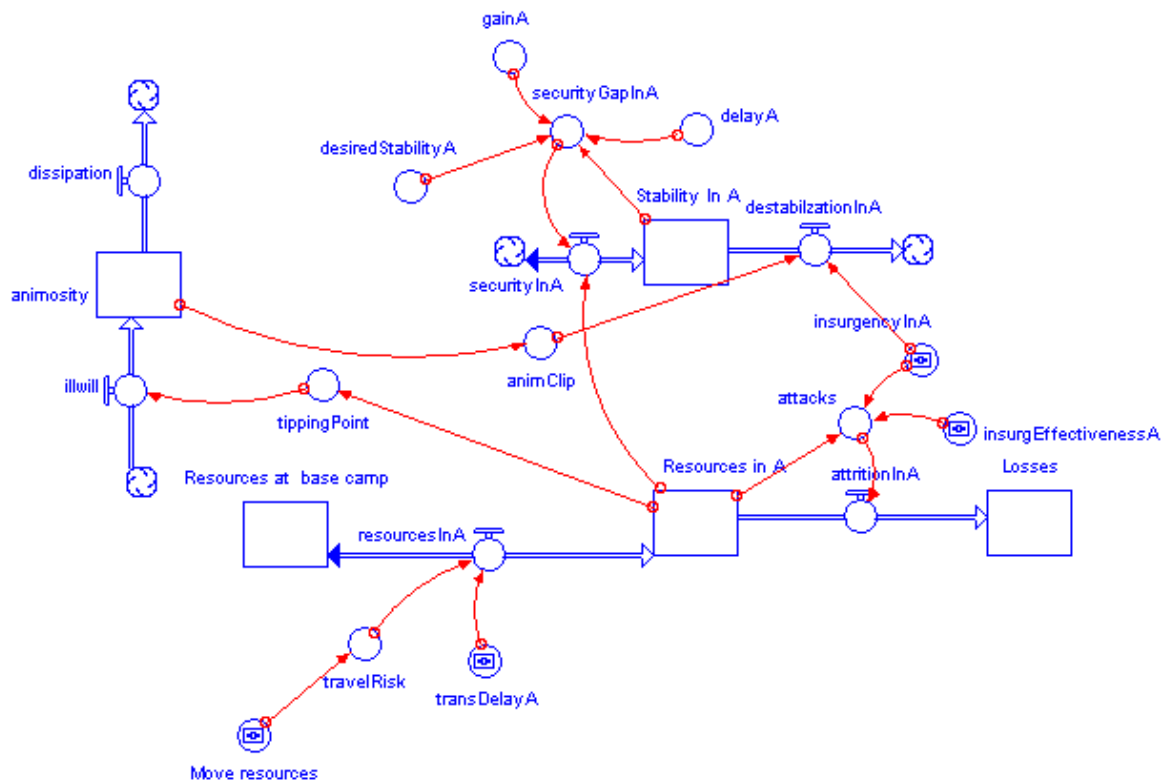 gainA
securityGapInA
delayA
desiredStabilityA
dissipation
Stability In A
destabilzationInA
animosity
securityInA
insurgencyInA
animClip
illwill
attacks
tippingPoint
insurgEffectivenessA
Resources at base camp
Resources in A
attritionInA
Losses
resourcesInA
travelRisk
transDelayA
Move resources